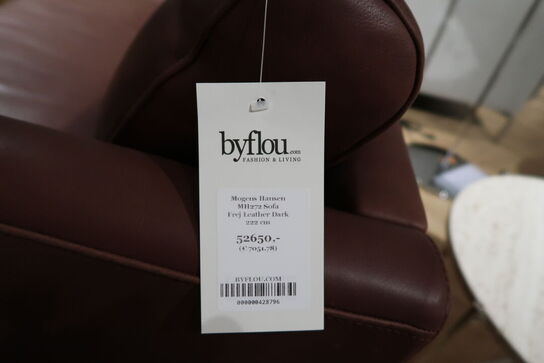 byflou.com
FASHION & LIVING
Mogens Hansen
MH272 Sofa
Frej Leather Dark
222 cm
52650,-
(€ 7051.78)
BYFLOU.COM
000000428796